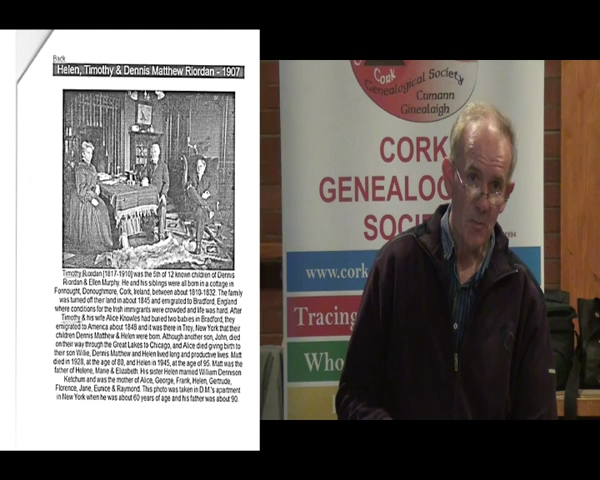 Back
Helen, Timothy & Dennis Matthew Riordan - 1907
Timothy Riordan [1817-1910] was the 5th of 12 known children of Dennis
Riordan & Ellen Murphy. He and his siblings were all born in a cottage in
Fornought, Donoughmore, Cork, Ireland, between about 1810-1832. The family
was turned off their land in about 1845 and emigrated to Bradford, England
where conditions for the Irish immigrants were crowded and life was hard. After
Timothy & his wife Alice Knowles had buried two babies in Bradford, they
emigrated to America about 1848 and it was there in Troy, New York that their
children Dennis Matthew & Helen were born. Although another son, John, died
on their way through the Great Lakes to Chicago, and Alice died giving birth to
their son Willie, Dennis Matthew and Helen lived long and productive lives. Matt
died in 1928, at the age of 80, and Helen in 1945, at the age of 95. Matt was the
father of Helene, Marie & Elizabeth. His sister Helen married William Dennison
Ketchum and was the mother of Alice, George, Frank, Helen, Gertrude,
Florence, Jane, Eunice & Raymond. This photo was taken in D.M.'s apartment
in New York when he was about 60 years of age and his father was about 90.
Cork
Genealogical Society
Cumann
Ginealaigh
CORK
GENEALO
SOCIE
1994
www.cork
Tracing
Who